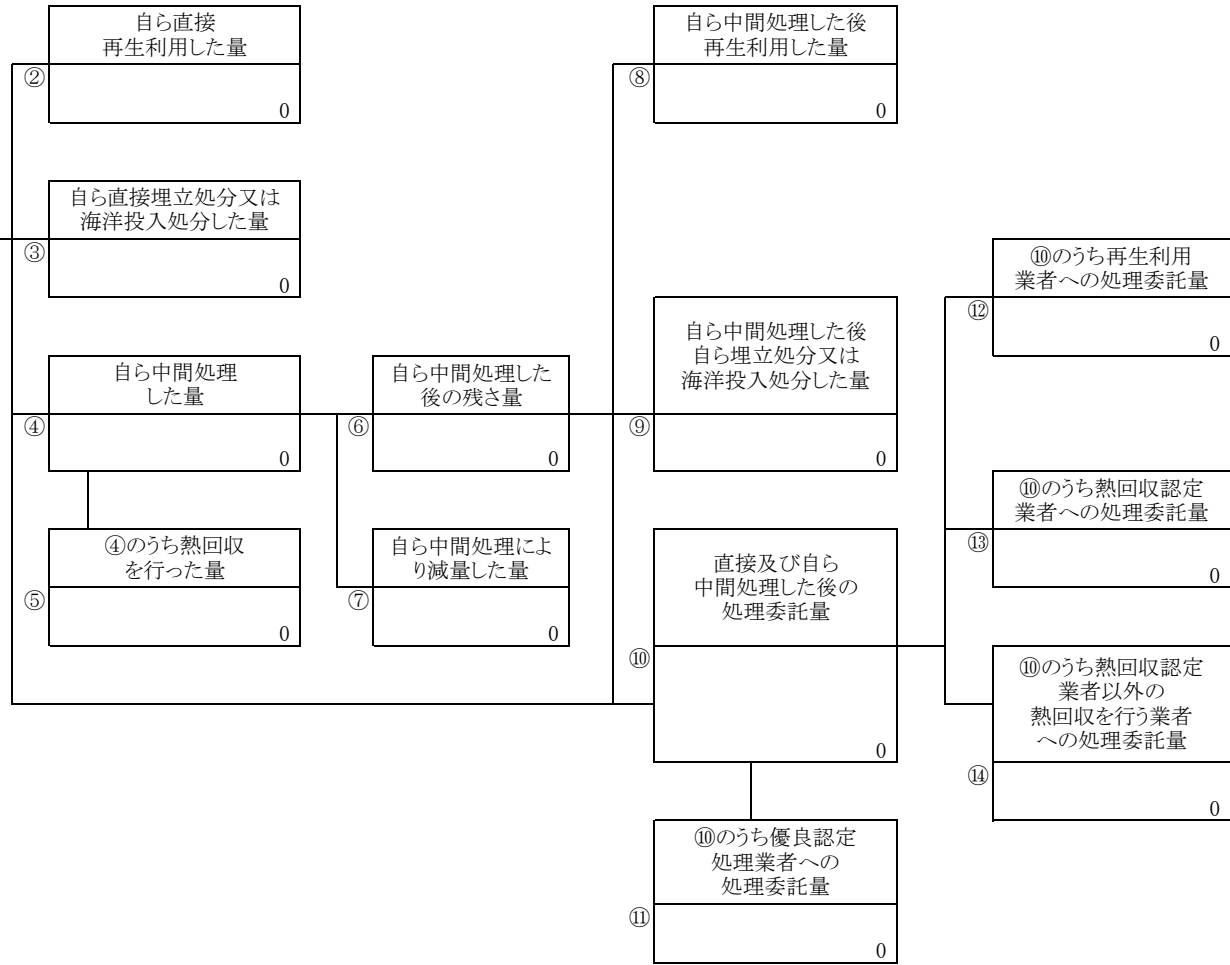 自ら直接
再生利用した量
②
0
自ら直接埋立処分又は
海洋投入処分した量
③
0
自ら中間処理
した量
④
0
④のうち熱回収
を行った量
⑤
0
自ら中間処理した
後の残さ量
⑥
0
自ら中間処理によ
り減量した量
⑦
0
自ら中間処理した後
再生利用した量
⑧
0
自ら中間処理した後
自ら埋立処分又は
海洋投入処分した量
⑨
0
直接及び自ら
中間処理した後の
処理委託量
⑩
0
⑩のうち優良認定
処理業者への
処理委託量
⑪
0
⑩のうち再生利用
業者への処理委託量
⑫
0
⑩のうち熱回収認定
業者への処理委託量
⑬
0
⑩のうち熱回収認定
業者以外の
熱回収を行う業者
への処理委託量
⑭
0